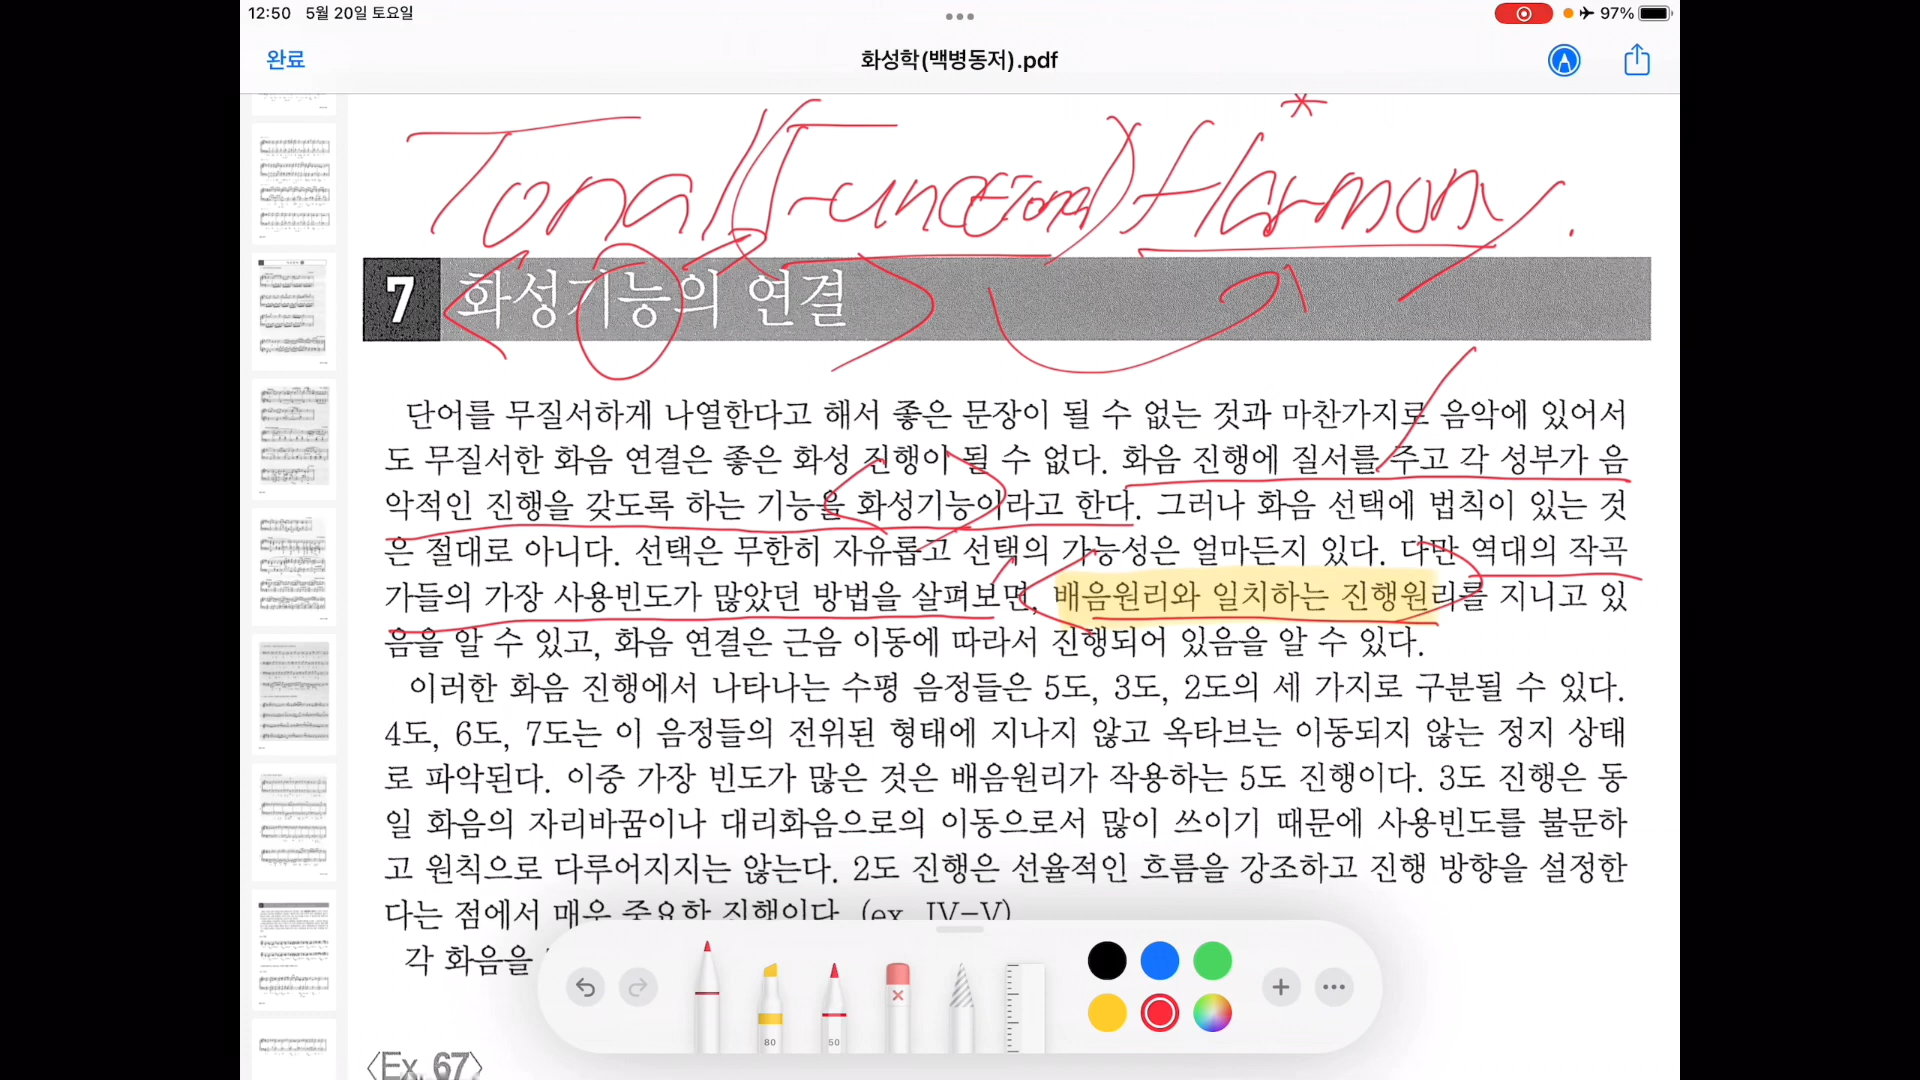 12:50 5월 20일 토요일
97%
완료
화성학(백병동저).pdf
Tonal (Functional) Harmony.
7 화성기능의 연결
단어를 무질서하게 나열한다고 해서 좋은 문장이 될 수 없는 것과 마찬가지로 음악에 있어서
도 무질서한 화음 연결은 좋은 화성 진행이 될 수 없다. 화음 진행에 질서를 주고 각 성부가 음
악적인 진행을 갖도록 하는 기능을 화성기능이라고 한다. 그러나 화음 선택에 법칙이 있는 것
은 절대로 아니다. 선택은 무한히 자유롭고 선택의 가능성은 얼마든지 있다. 다만 역대의 작곡
가들의 가장 사용빈도가 많았던 방법을 살펴보면, 배음원리와 일치하는 진행원리를 지니고 있
음을 알 수 있고, 화음 연결은 근음 이동에 따라서 진행되어 있음을 알 수 있다.
이러한 화음 진행에서 나타나는 수평 음정들은 5도, 3도, 2도의 세 가지로 구분될 수 있다.
4도, 6도, 7도는 이 음정들의 전위된 형태에 지나지 않고 옥타브는 이동되지 않는 정지 상태
로 파악된다. 이중 가장 빈도가 많은 것은 배음원리가 작용하는 5도 진행이다. 3도 진행은 동
일 화음의 자리바꿈이나 대리화음으로의 이동으로서 많이 쓰이기 때문에 사용빈도를 불문하
고 원칙으로 다루어지지는 않는다. 2도 진행은 선율적인 흐름을 강조하고 진행 방향을 설정한
다는 점에서 매우 중요한 진행이다. (ex. IV–V)
각 화음을
80
50
〈Ex. 67〉